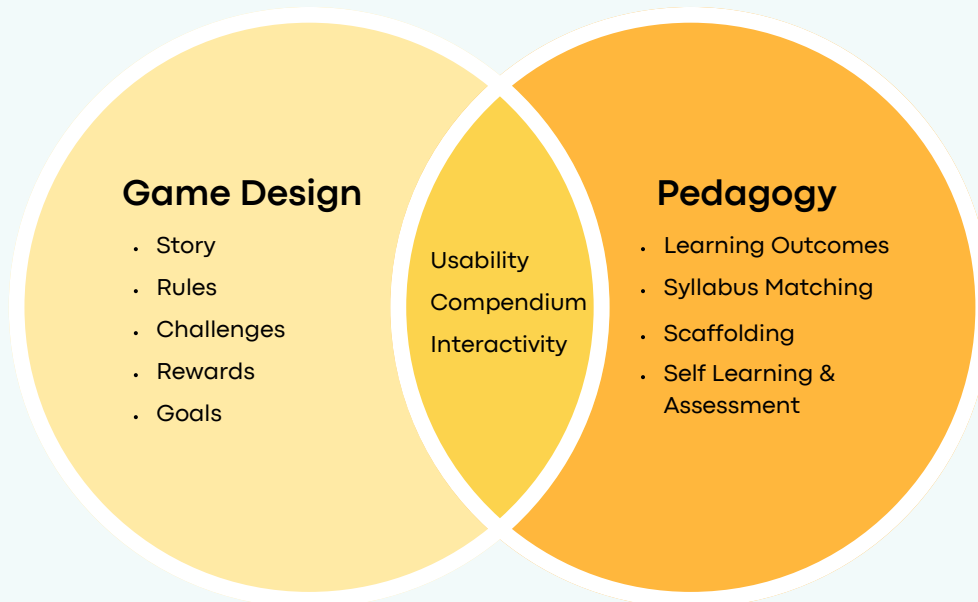 Game Design
• Story
• Rules
• Challenges
• Rewards
• Goals
Usability
Compendium
Interactivity
Pedagogy
• Learning Outcomes
• Syllabus Matching
• Scaffolding
• Self Learning &
Assessment